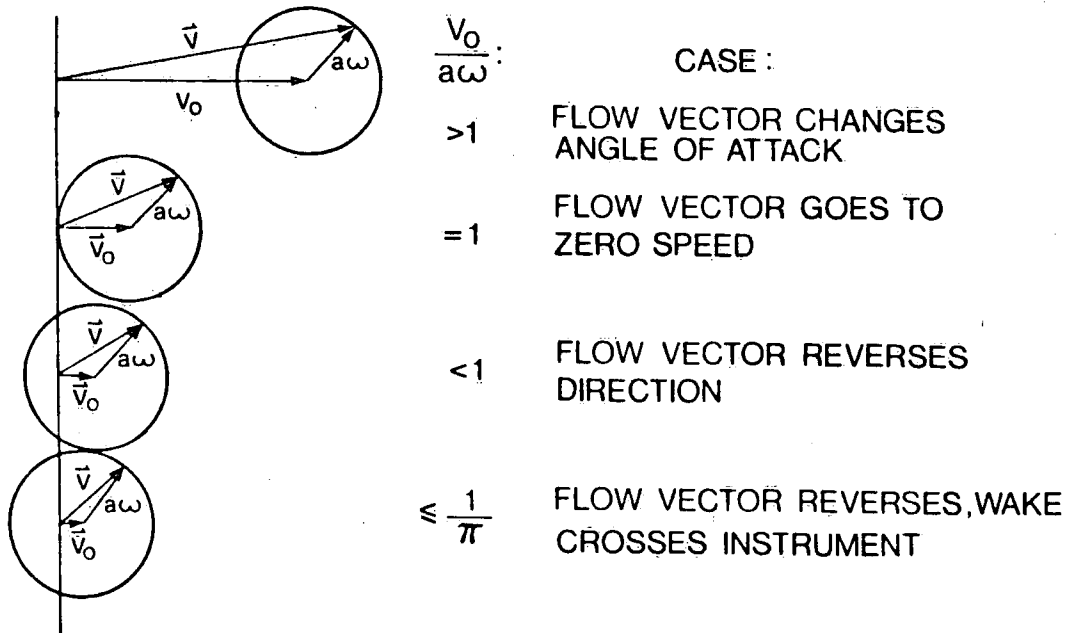 V⃗
aω
V₀
V₀/aω:
CASE:
>1
FLOW VECTOR CHANGES
ANGLE OF ATTACK
V⃗
aω
V⃗₀
=1
FLOW VECTOR GOES TO
ZERO SPEED
V⃗
aω
V⃗₀
<1
FLOW VECTOR REVERSES
DIRECTION
V⃗
aω
V⃗₀
≤ 1/π
FLOW VECTOR REVERSES,WAKE
CROSSES INSTRUMENT